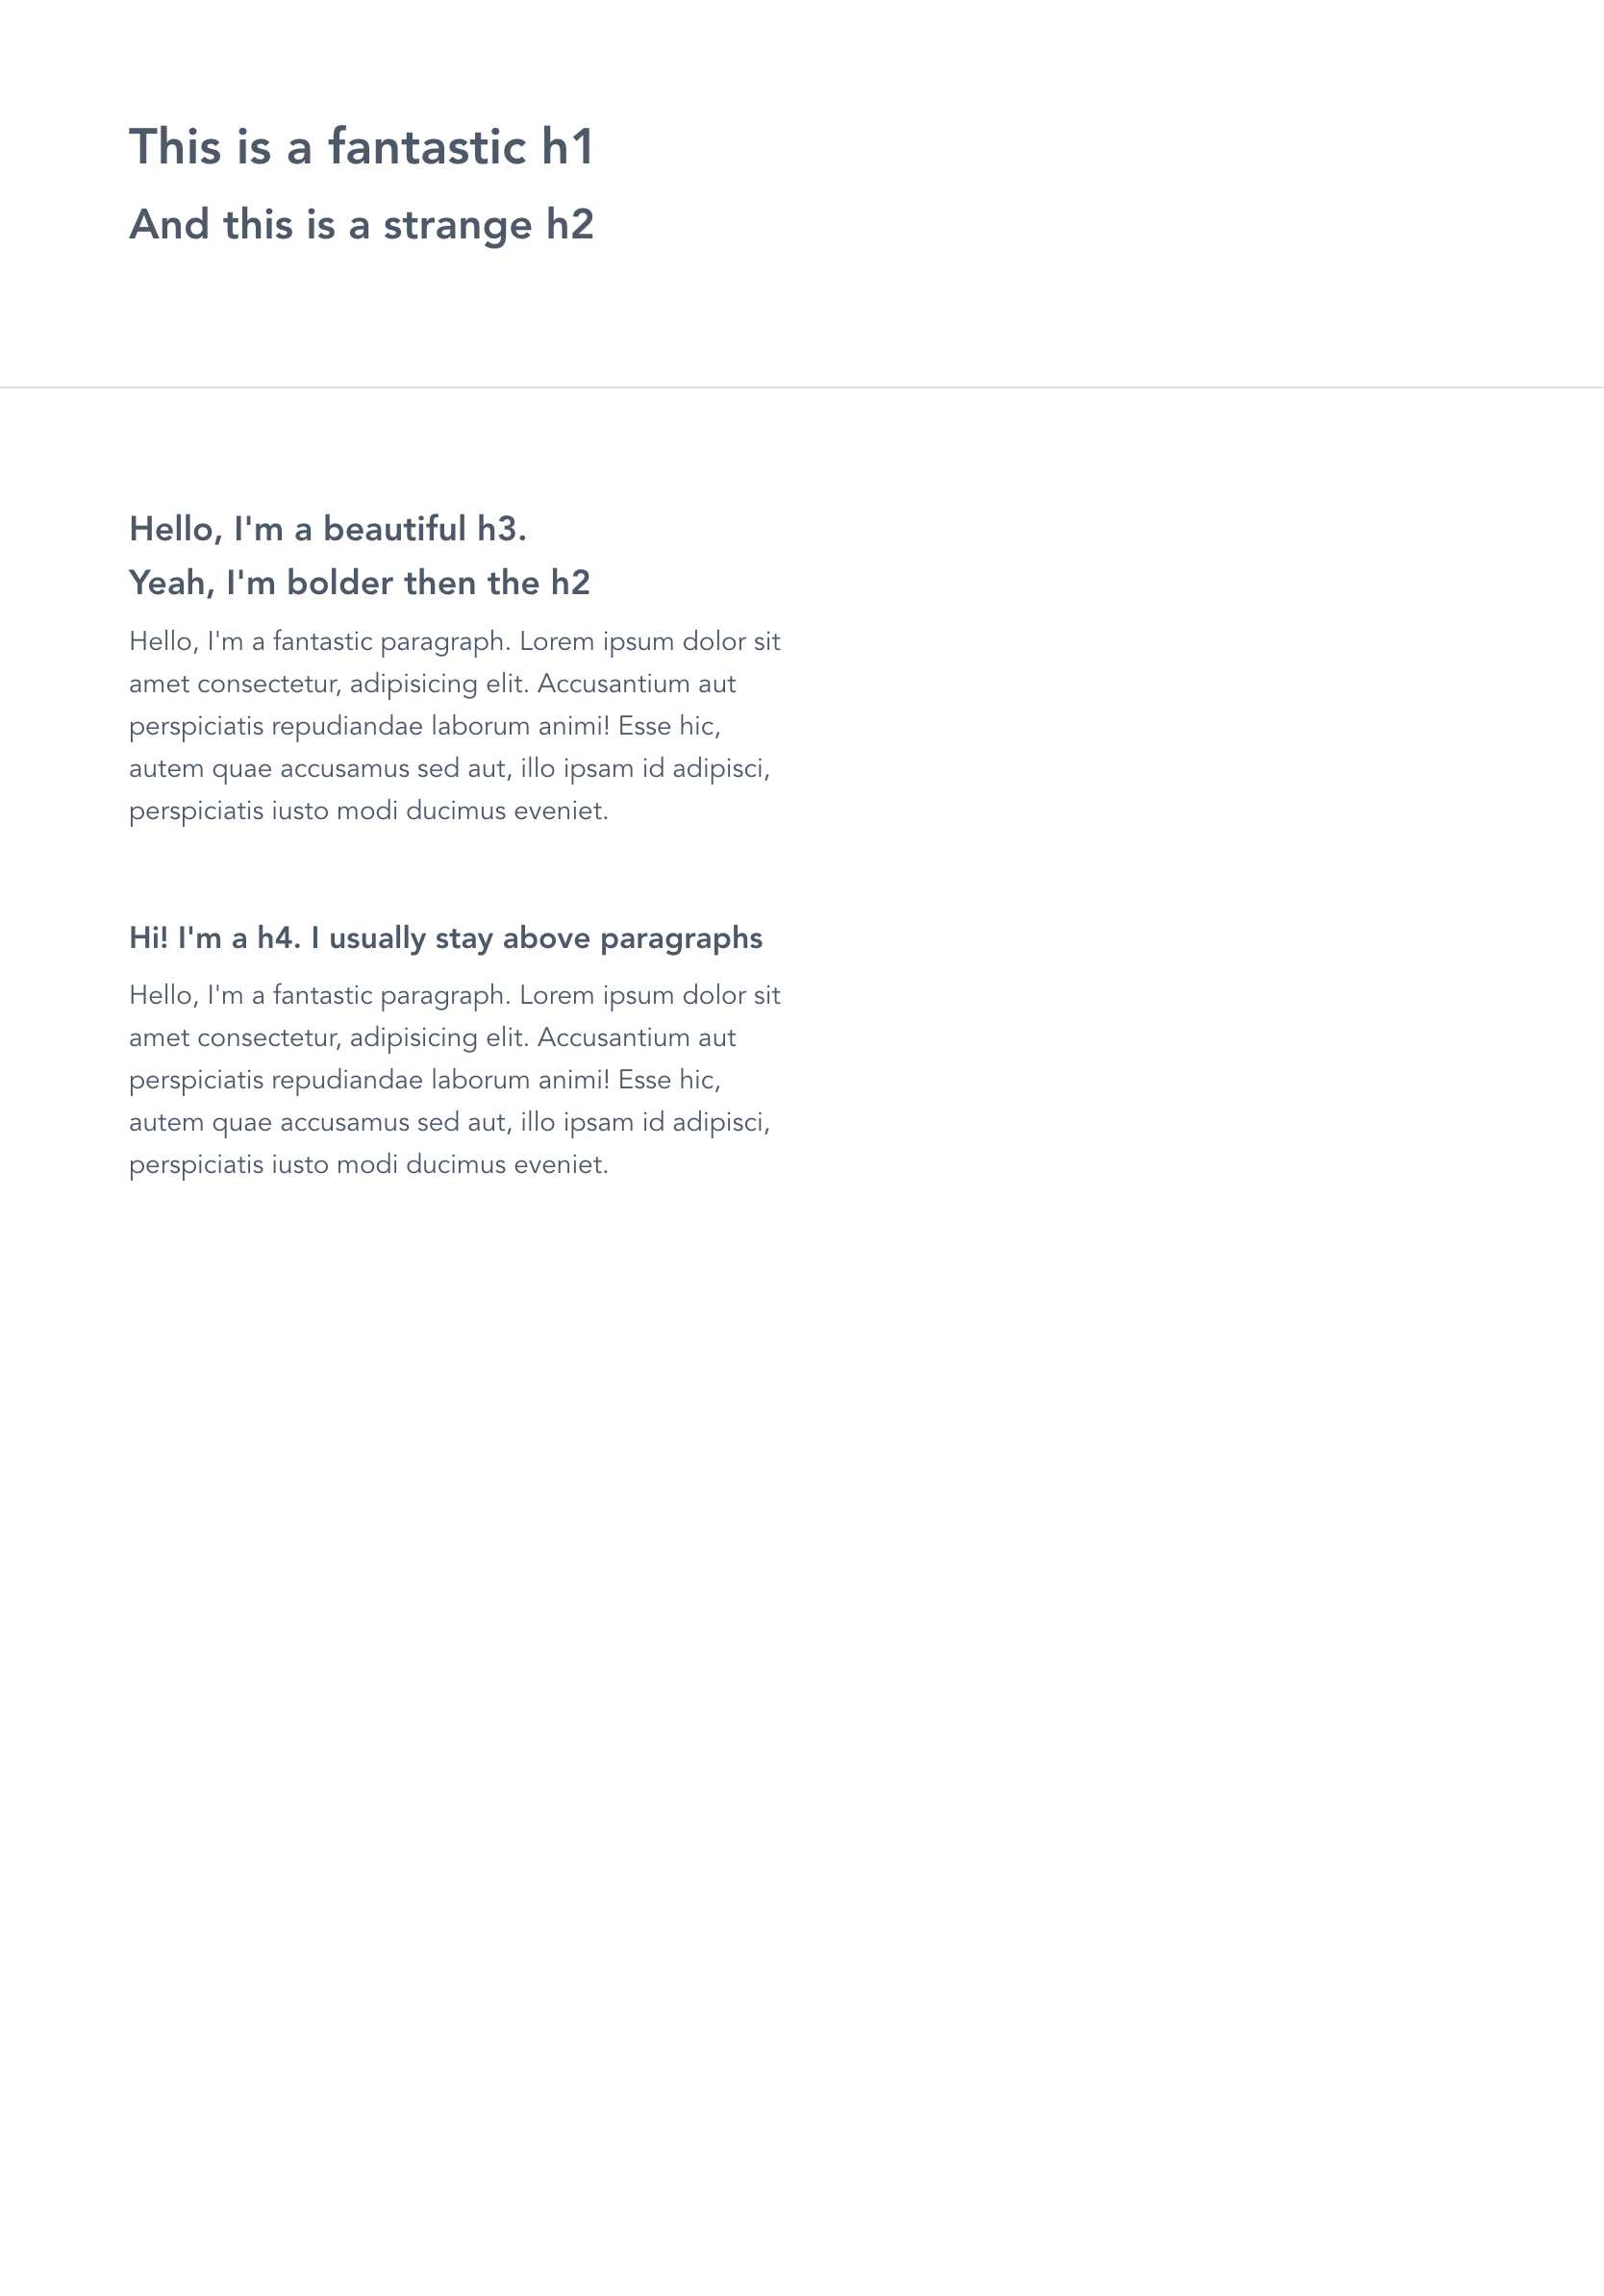 This is a fantastic h1
And this is a strange h2
Hello, I'm a beautiful h3.
Yeah, I'm bolder then the h2
Hello, I'm a fantastic paragraph. Lorem ipsum dolor sit
amet consectetur, adipisicing elit. Accusantium aut
perspiciatis repudiandae laborum animi! Esse hic,
autem quae accusamus sed aut, illo ipsam id adipisci,
perspiciatis iusto modi ducimus eveniet.
Hi! I'm a h4. I usually stay above paragraphs
Hello, I'm a fantastic paragraph. Lorem ipsum dolor sit
amet consectetur, adipisicing elit. Accusantium aut
perspiciatis repudiandae laborum animi! Esse hic,
autem quae accusamus sed aut, illo ipsam id adipisci,
perspiciatis iusto modi ducimus eveniet.